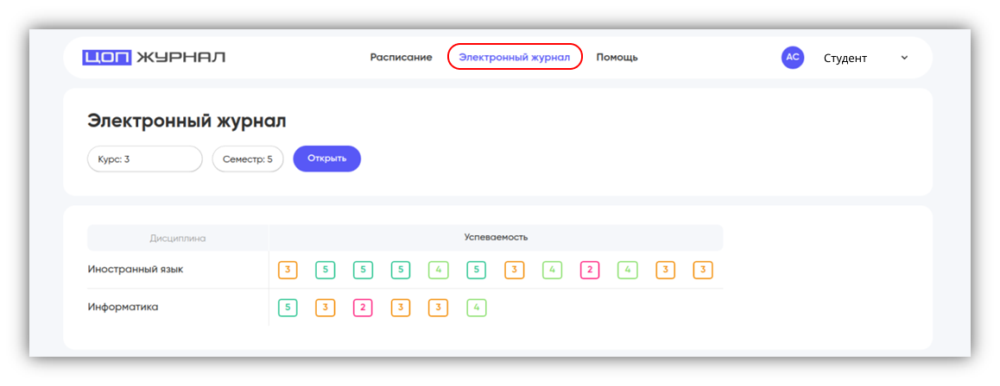 ЦОП ЖУРНАЛ Расписание Электронный журнал Помощь АС Студент
Электронный журнал
Курс: 3 Семестр: 5 Открыть
Дисциплина Успеваемость
Иностранный язык 3 5 5 5 4 5 3 4 2 4 3 3
Информатика 5 3 2 3 3 4